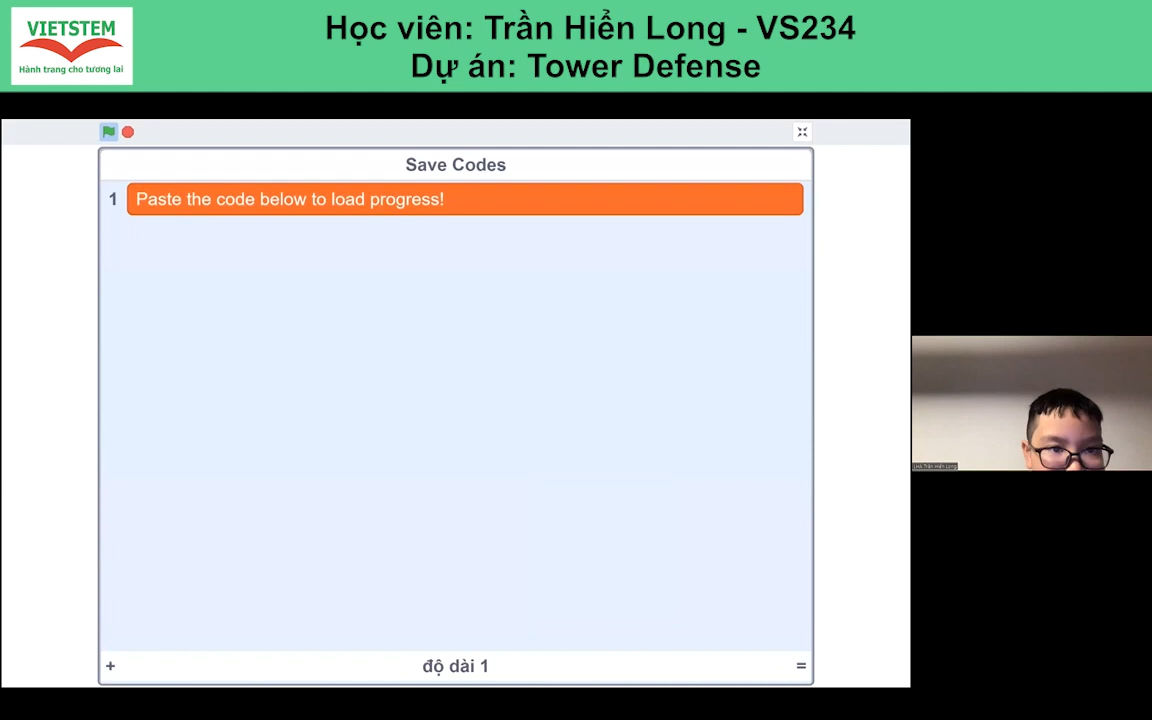 VIETSTEM
Hành trang cho tương lai
Học viên: Trần Hiển Long - VS234
Dự án: Tower Defense
Save Codes
1 Paste the code below to load progress!
+ độ dài 1 =